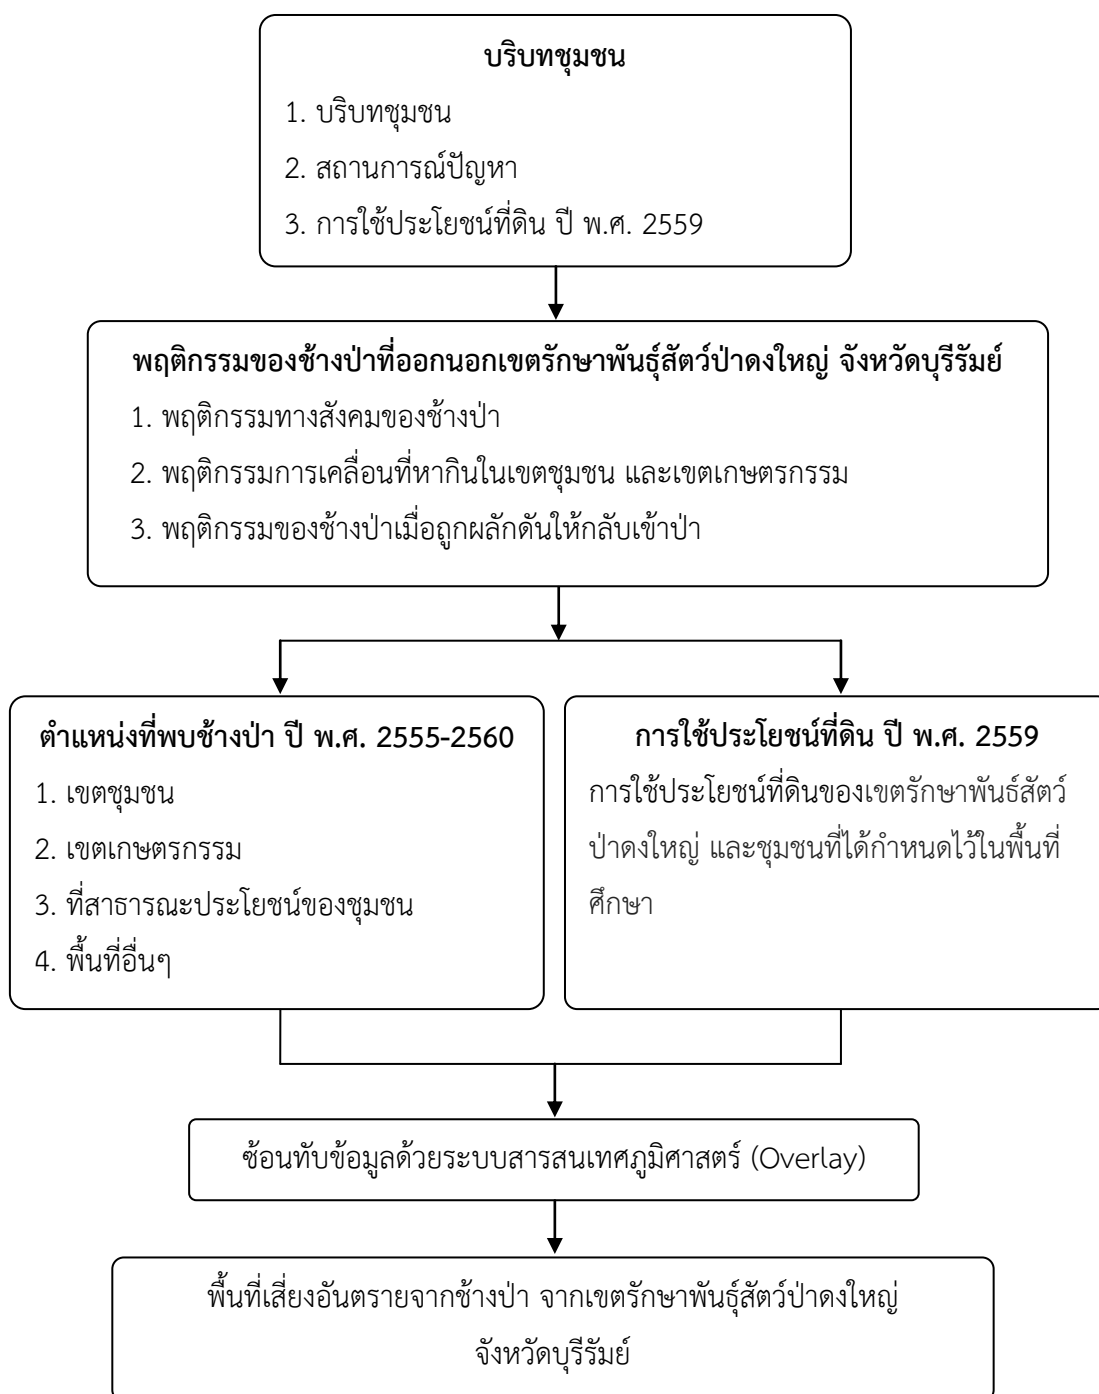 บริบทชุมชน
1. บริบทชุมชน
2. สถานการณ์ปัญหา
3. การใช้ประโยชน์ที่ดิน ปี พ.ศ. 2559
พฤติกรรมของช้างป่าที่ออกนอกเขตรักษาพันธุ์สัตว์ป่าดงใหญ่ จังหวัดบุรีรัมย์
1. พฤติกรรมทางสังคมของช้างป่า
2. พฤติกรรมการเคลื่อนที่หากินในเขตชุมชน และเขตเกษตรกรรม
3. พฤติกรรมของช้างป่าเมื่อถูกผลักดันให้กลับเข้าป่า
ตำแหน่งที่พบช้างป่า ปี พ.ศ. 2555-2560
1. เขตชุมชน
2. เขตเกษตรกรรม
3. ที่สาธารณะประโยชน์ของชุมชน
4. พื้นที่อื่นๆ
การใช้ประโยชน์ที่ดิน ปี พ.ศ. 2559
การใช้ประโยชน์ที่ดินของเขตรักษาพันธ์สัตว์
ป่าดงใหญ่ และชุมชนที่ได้กำหนดไว้ในพื้นที่
ศึกษา
ซ้อนทับข้อมูลด้วยระบบสารสนเทศภูมิศาสตร์ (Overlay)
พื้นที่เสี่ยงอันตรายจากช้างป่า จากเขตรักษาพันธุ์สัตว์ป่าดงใหญ่
จังหวัดบุรีรัมย์